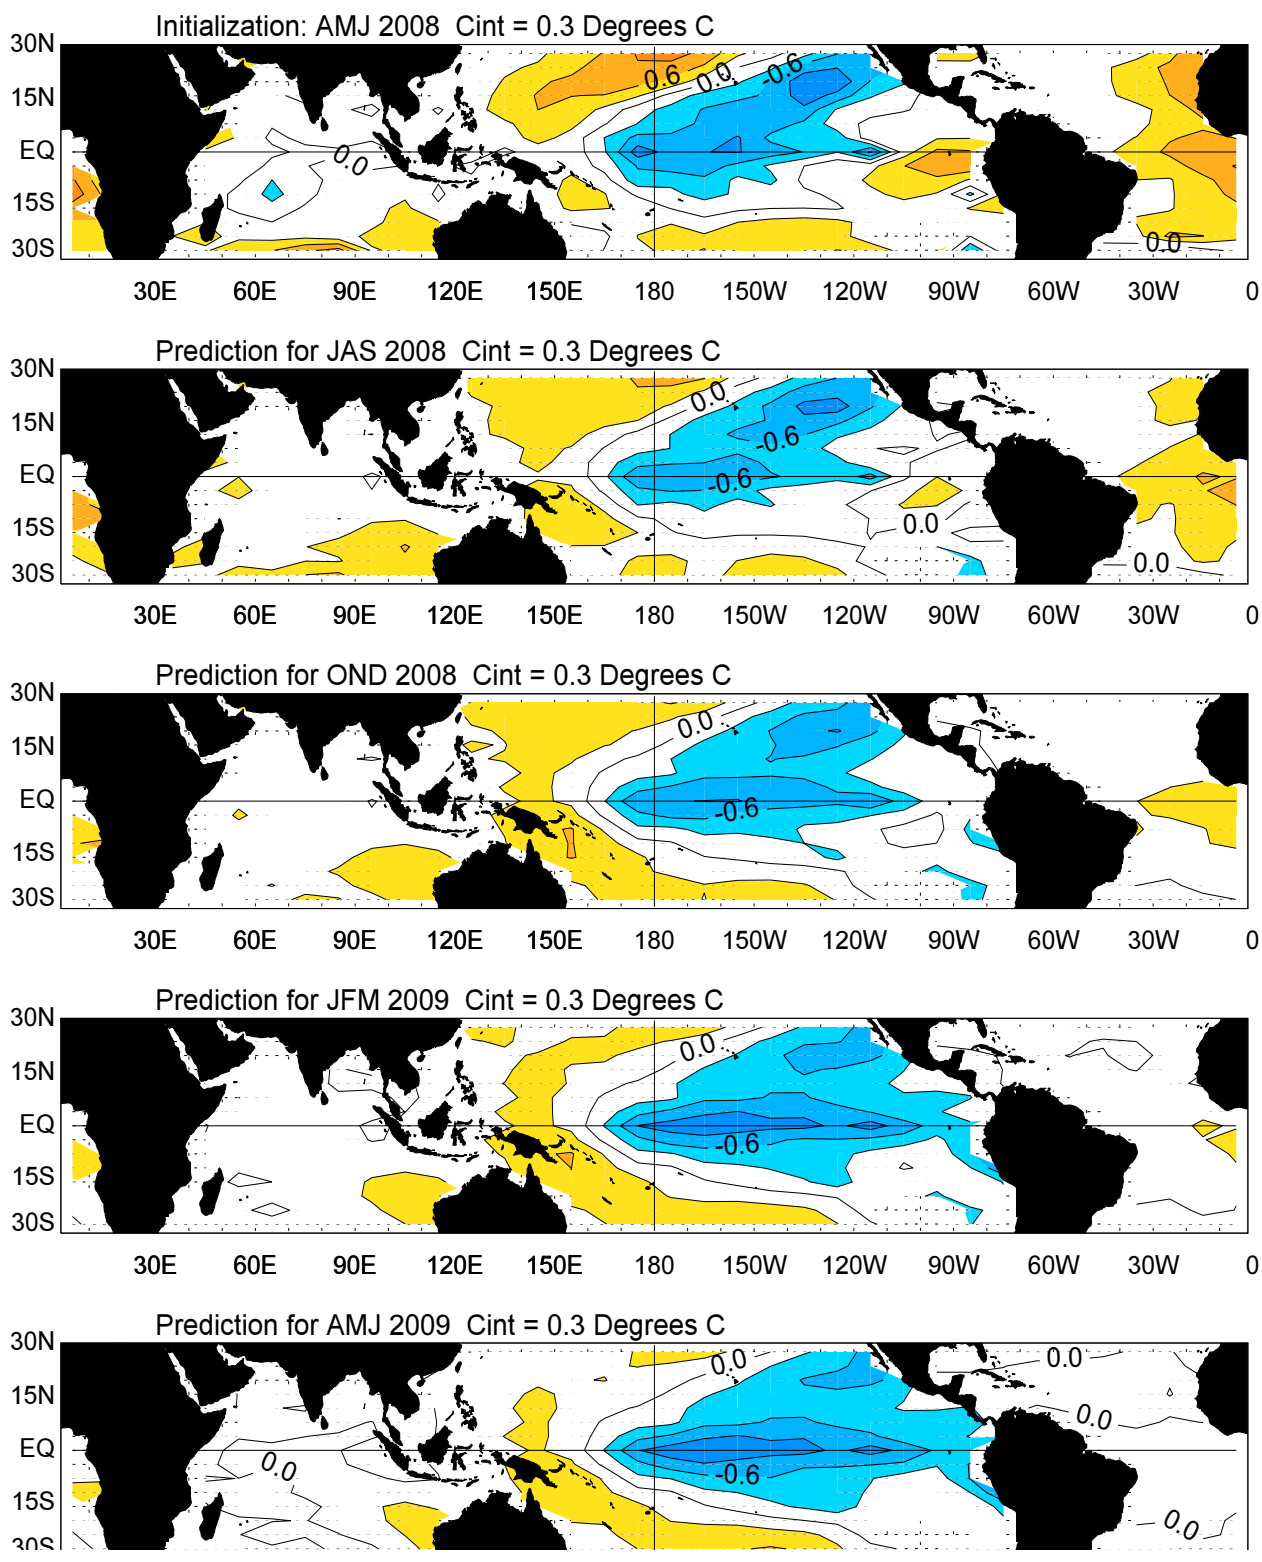 Initialization: AMJ 2008 Cint = 0.3 Degrees C
30N
0.6 0.0 -0.6
15N
EQ
0.0
15S
30S 0.0
30E 60E 90E 120E 150E 180 150W 120W 90W 60W 30W 0
Prediction for JAS 2008 Cint = 0.3 Degrees C
30N
0.0
15N
-0.6
EQ
-0.6
15S 0.0
30S 0.0
30E 60E 90E 120E 150E 180 150W 120W 90W 60W 30W 0
Prediction for OND 2008 Cint = 0.3 Degrees C
30N
0.0
15N
EQ
-0.6
15S
30S
30E 60E 90E 120E 150E 180 150W 120W 90W 60W 30W 0
Prediction for JFM 2009 Cint = 0.3 Degrees C
30N
0.0
15N
EQ
-0.6
15S
30S
30E 60E 90E 120E 150E 180 150W 120W 90W 60W 30W 0
Prediction for AMJ 2009 Cint = 0.3 Degrees C
30N
0.0 0.0
15N
0.0
EQ
0.0 -0.6
15S
0.0
30S